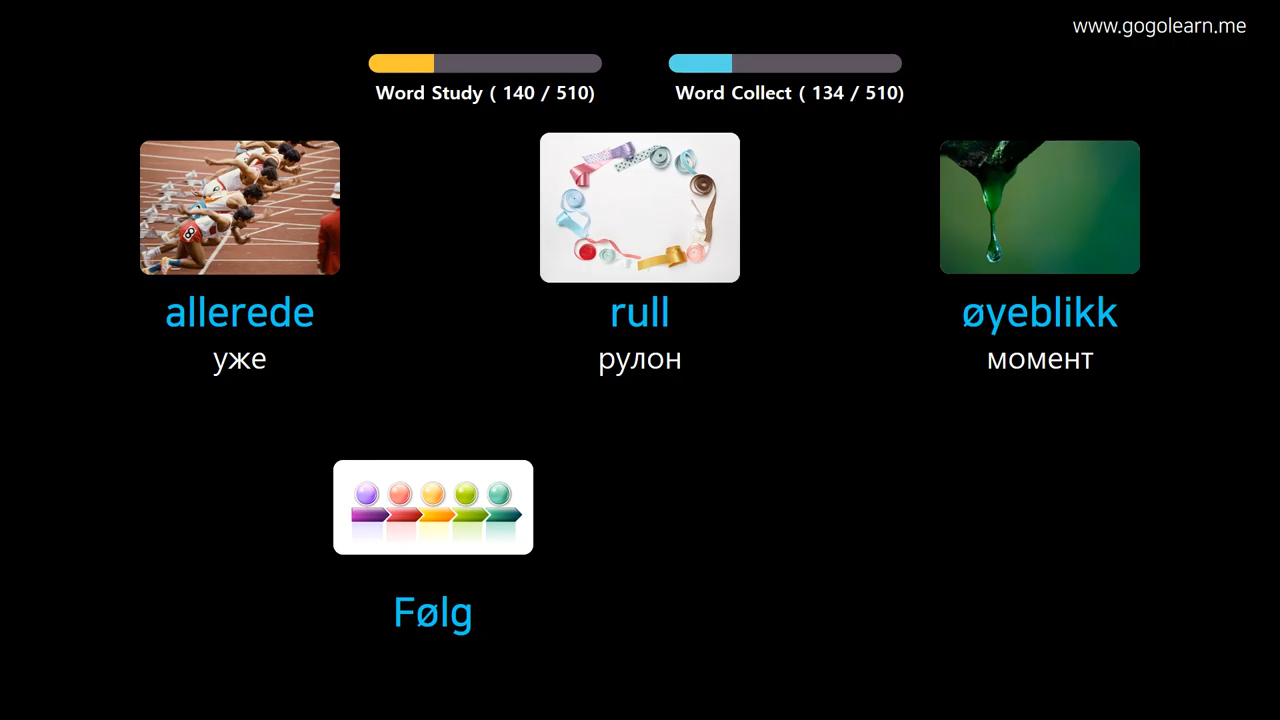 www.gogolearn.me
Word Study ( 140 / 510)
Word Collect ( 134 / 510)
allerede
rull
øyeblikk
уже
рулон
момент
Følg